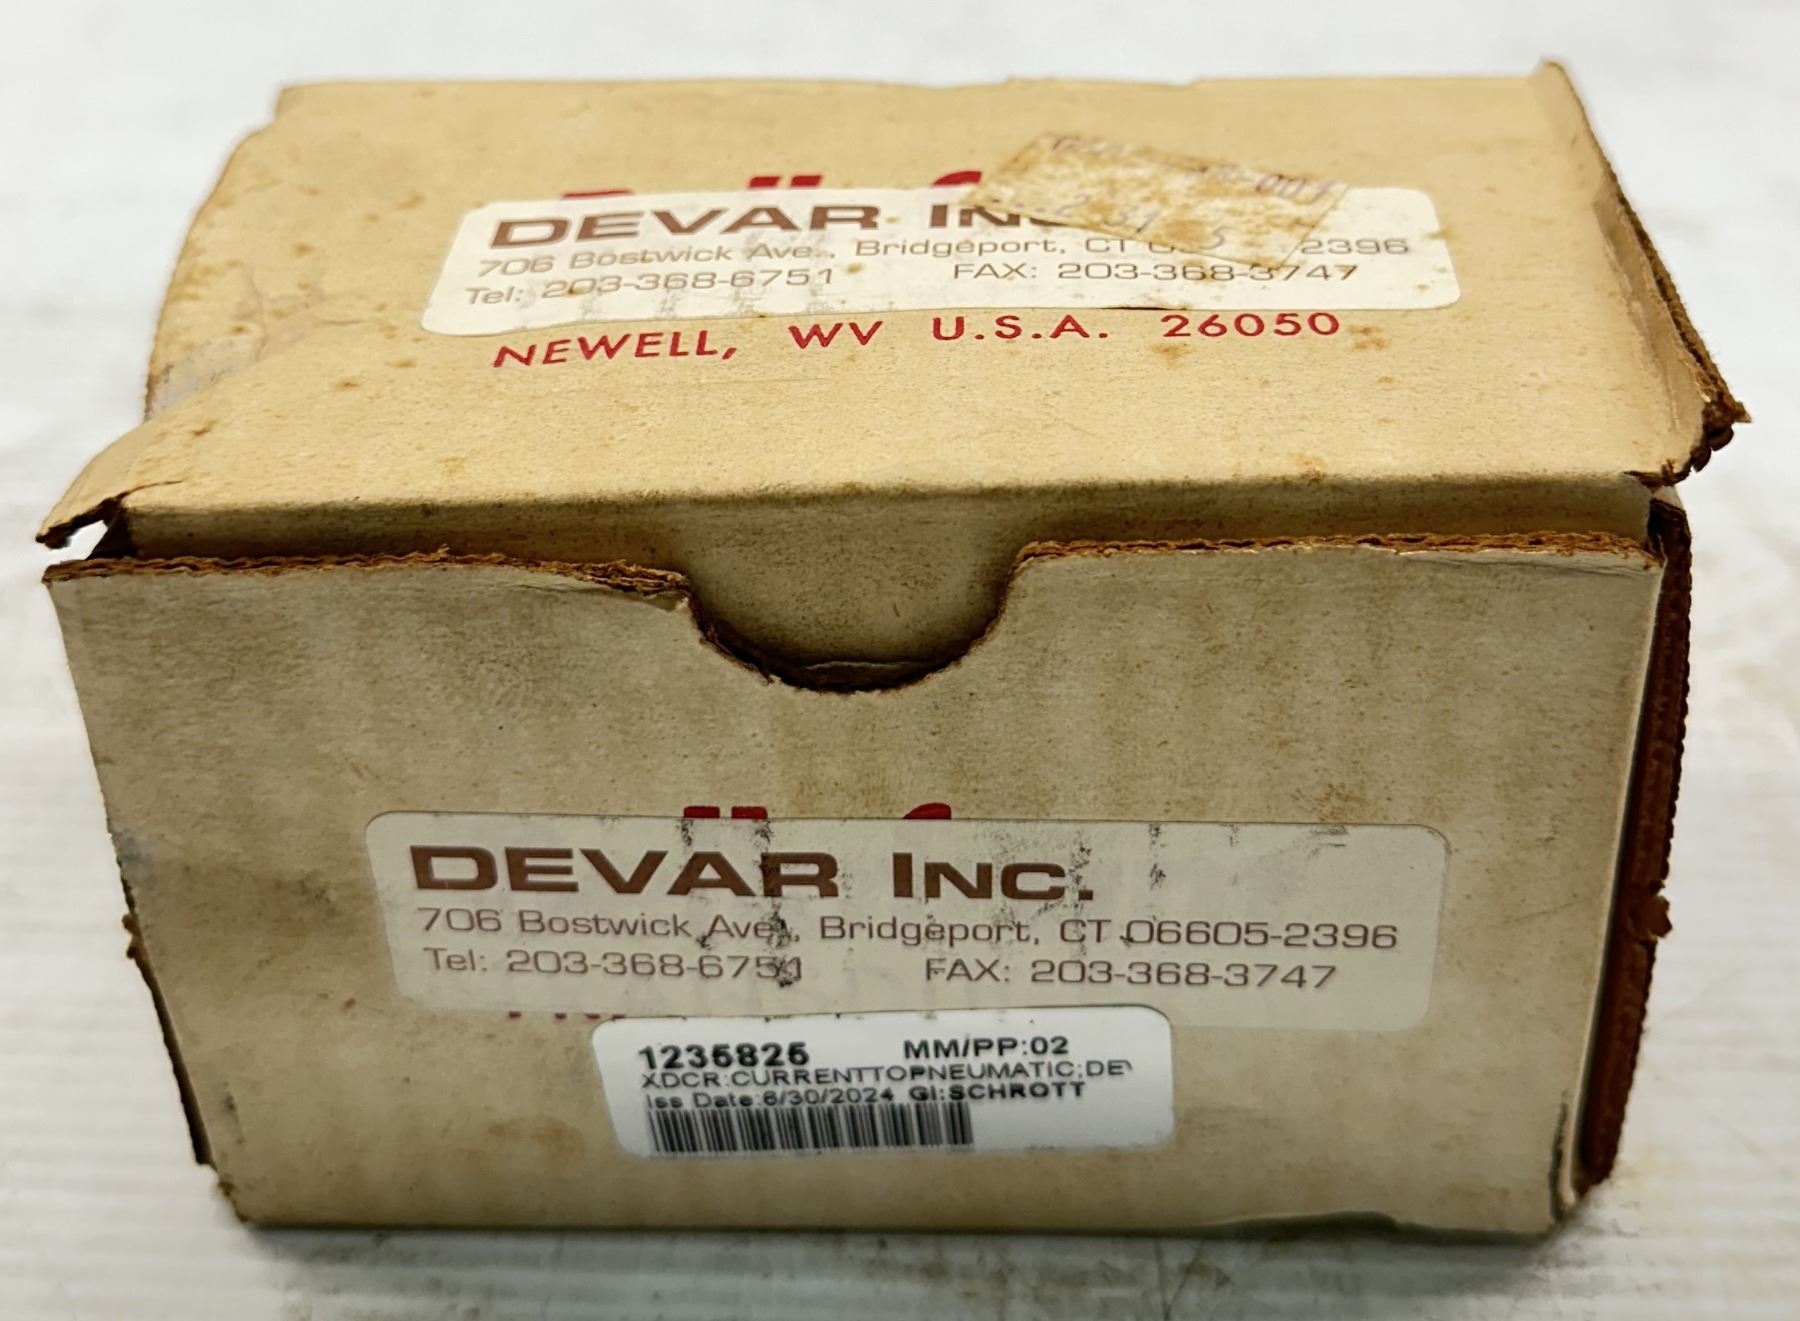 DEVAR
706 Bostwick Ave., Bridgeport, CT 2396
Tel: 203-368-6751 FAX: 203-368-3747
NEWELL, WV U.S.A. 26050
DEVAR INC.
706 Bostwick Ave., Bridgeport, CT 06605-2396
Tel: 203-368-6751 FAX: 203-368-3747
1235825 MM/PP:02
XDCR:CURRENTTOPNEUMATIC;DEV
Iss Date:6/30/2024 GI:SCHROTT